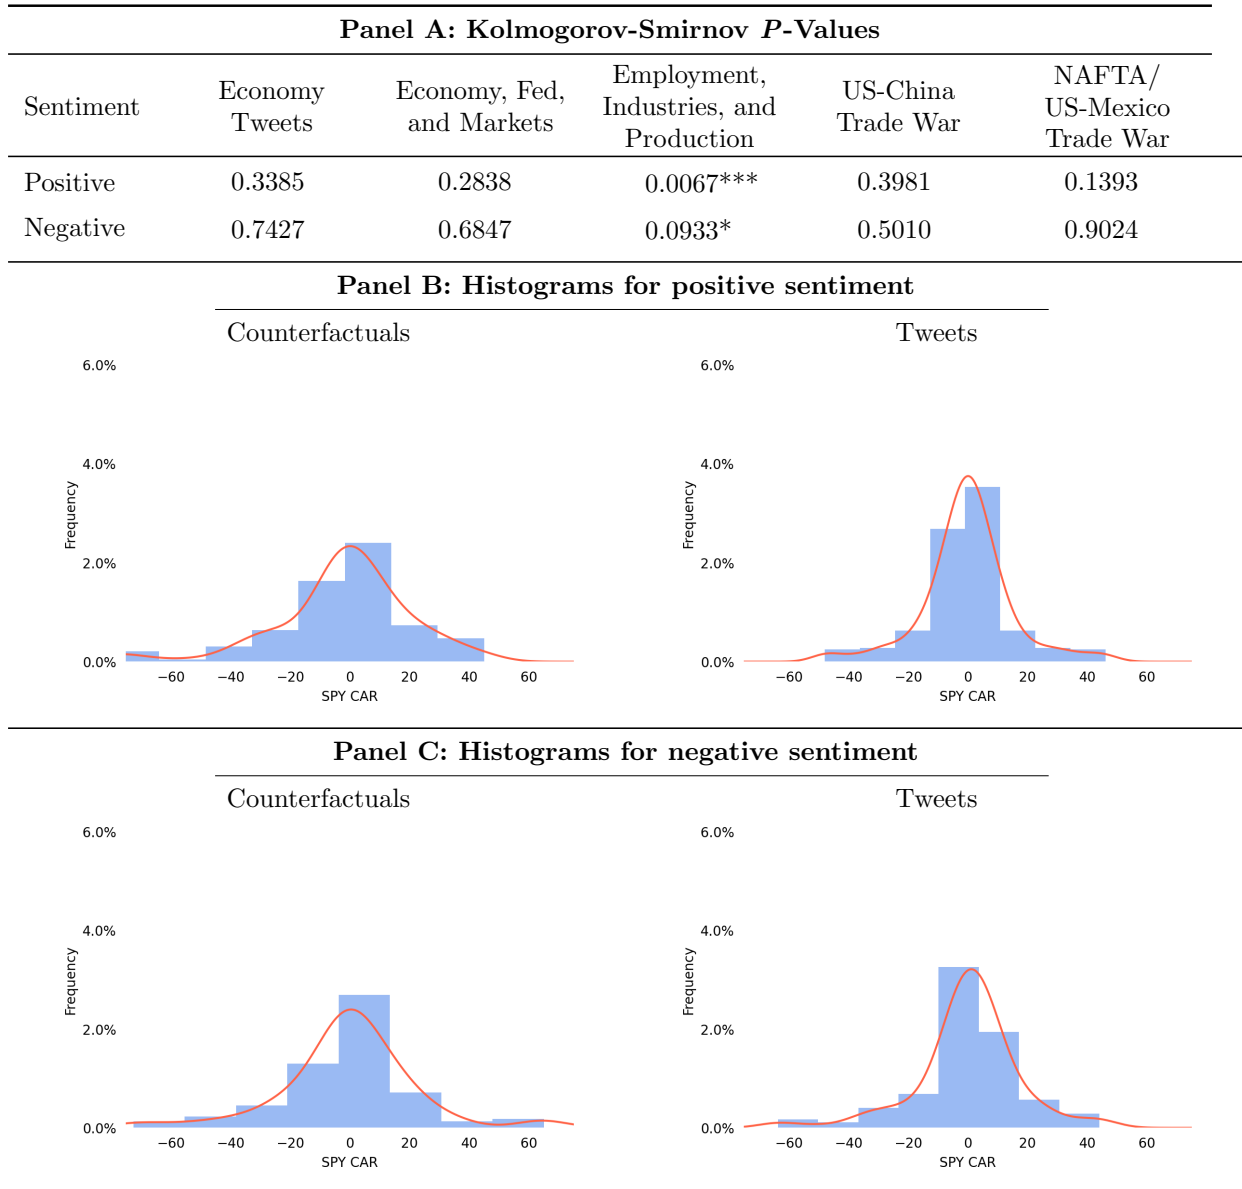 Panel A: Kolmogorov-Smirnov P-Values
Sentiment
Economy
Tweets
Economy, Fed,
and Markets
Employment,
Industries, and
Production
US-China
Trade War
NAFTA/
US-Mexico
Trade War
Positive 0.3385 0.2838 0.0067*** 0.3981 0.1393
Negative 0.7427 0.6847 0.0933* 0.5010 0.9024
Panel B: Histograms for positive sentiment
Counterfactuals
6.0%
4.0%
2.0%
0.0%
Frequency
−60 −40 −20 0 20 40 60
SPY CAR
Tweets
6.0%
4.0%
2.0%
0.0%
Frequency
−60 −40 −20 0 20 40 60
SPY CAR
Panel C: Histograms for negative sentiment
Counterfactuals
6.0%
4.0%
2.0%
0.0%
Frequency
−60 −40 −20 0 20 40 60
SPY CAR
Tweets
6.0%
4.0%
2.0%
0.0%
Frequency
−60 −40 −20 0 20 40 60
SPY CAR